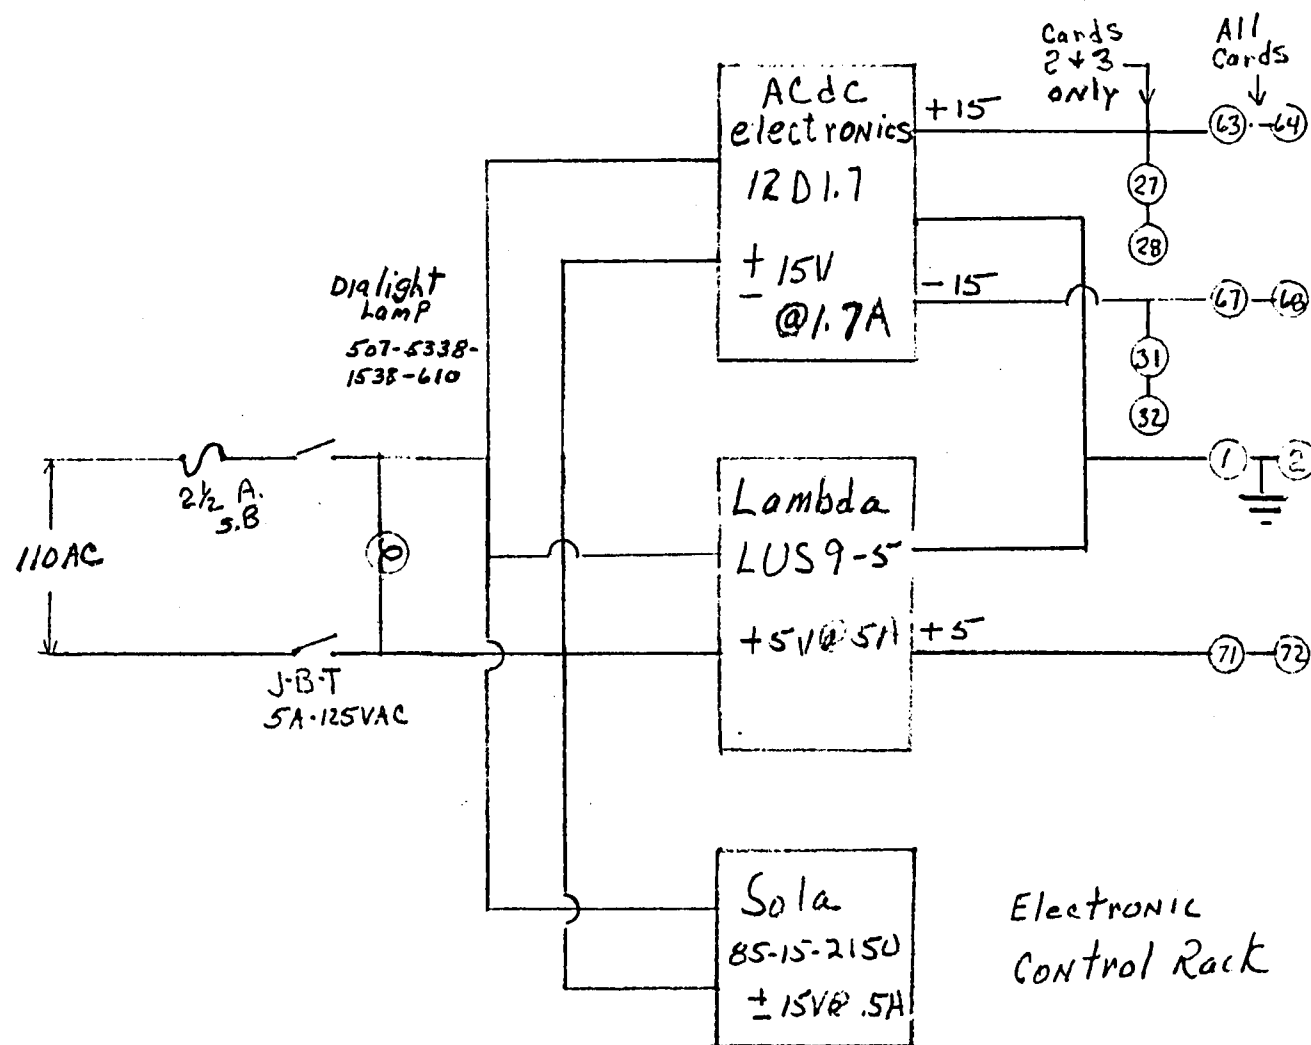 Cards
2 + 3
only
All
Cards
ACdC
electronics
12D1.7
± 15V
@1.7A
+15
-15
63
64
27
28
67
68
31
32
Dialight
Lamp
507-5338-
1538-610
2½ A.
S.B
110AC
J-B-T
5A-125VAC
Lambda
LUS9-5
+5V@5A
+5
1
2
71
72
Sola
85-15-2150
± 15V@.5A
Electronic
Control Rack